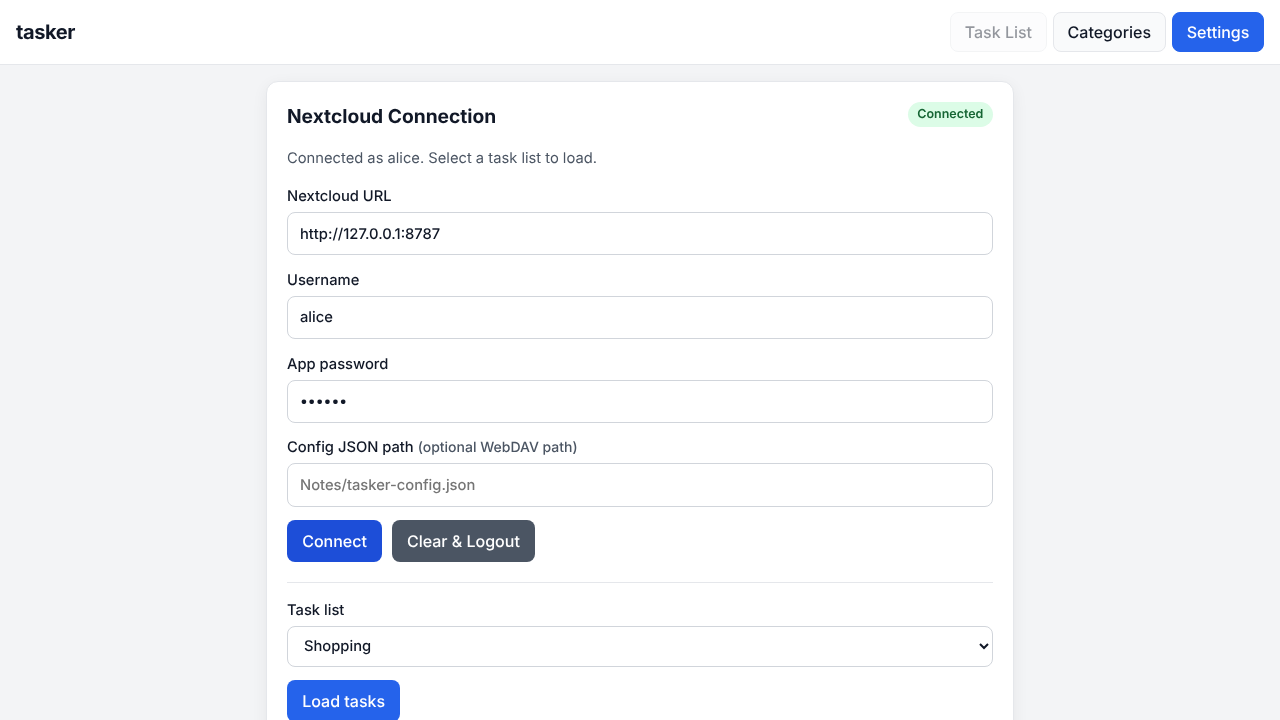 tasker
Task List
Categories
Settings
Nextcloud Connection
Connected
Connected as alice. Select a task list to load.
Nextcloud URL
http://127.0.0.1:8787
Username
alice
App password
••••••
Config JSON path (optional WebDAV path)
Notes/tasker-config.json
Connect
Clear & Logout
Task list
Shopping
Load tasks